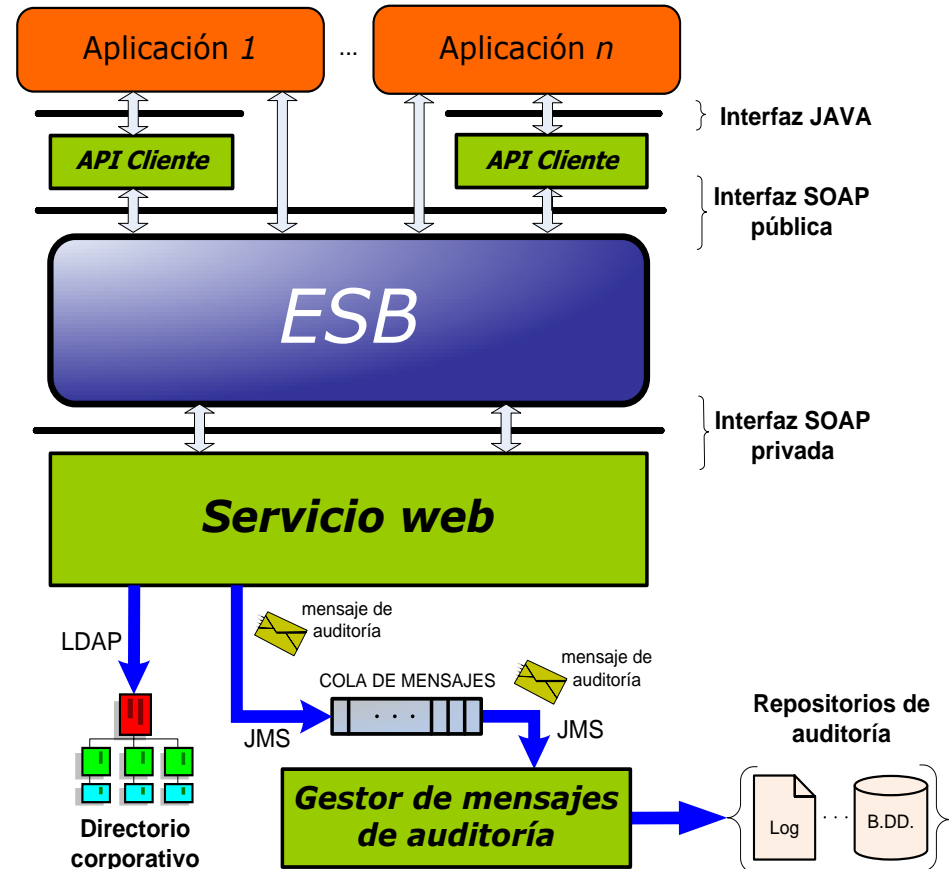 Aplicación 1
...
Aplicación n
Interfaz JAVA
API Cliente
API Cliente
Interfaz SOAP
pública
ESB
Interfaz SOAP
privada
Servicio web
mensaje de
auditoría
LDAP
mensaje de
auditoría
COLA DE MENSAJES
...
JMS
JMS
Repositorios de
auditoría
Gestor de mensajes
de auditoría
Log
...
B.DD.
Directorio
corporativo